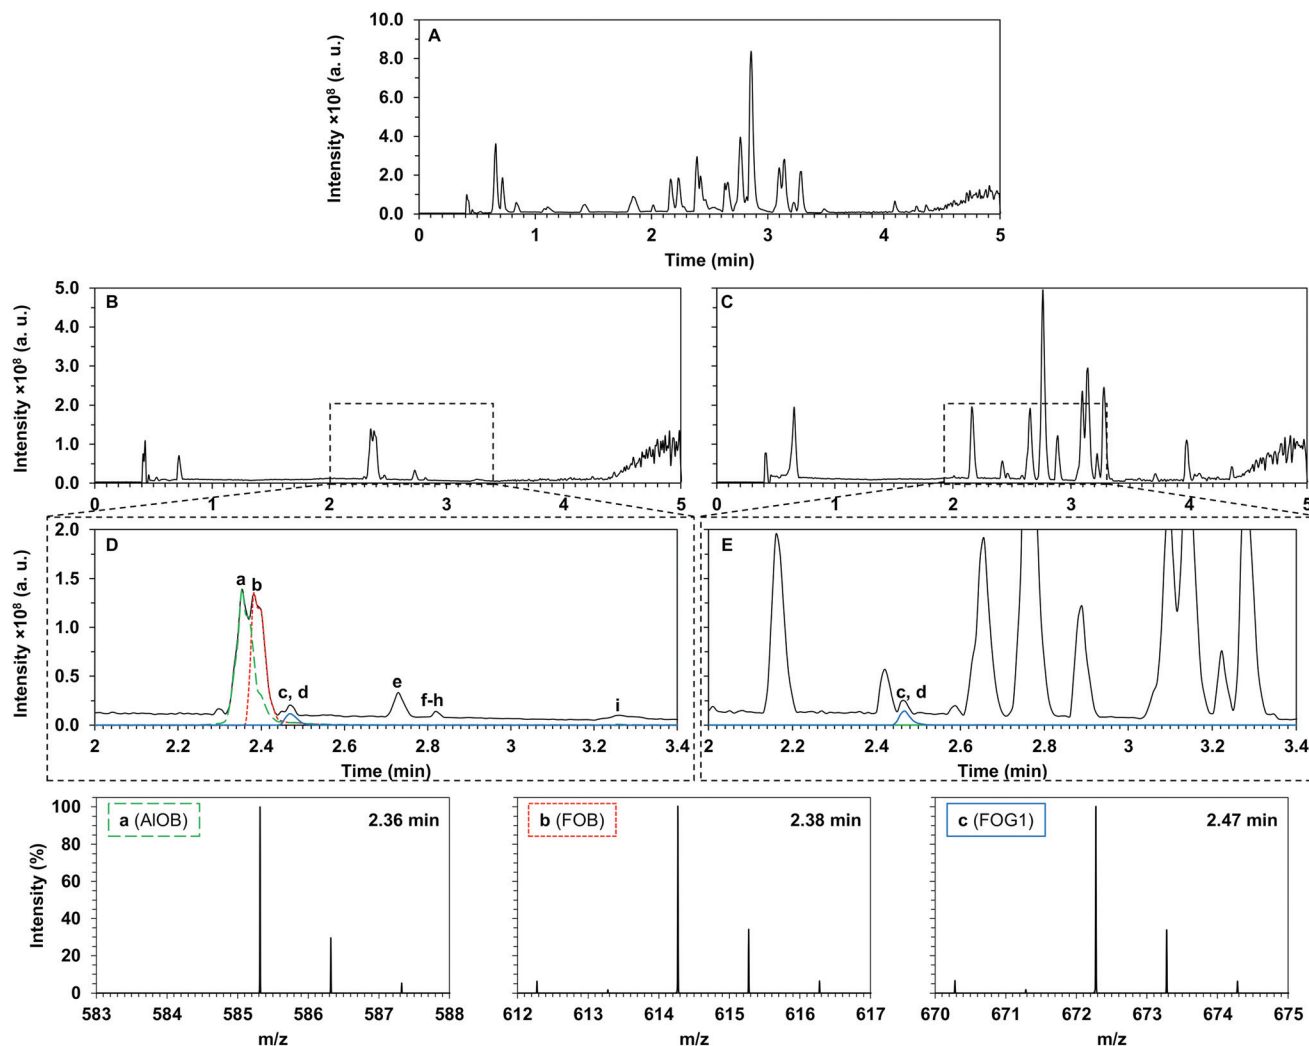 A
Intensity ×10⁸ (a. u.)
10.0
8.0
6.0
4.0
2.0
0.0
0 1 2 3 4 5
Time (min)
B
Intensity ×10⁸ (a. u.)
5.0
4.0
3.0
2.0
1.0
0.0
0 1 2 3 4 5
C
0 1 2 3 4 5
D
Intensity ×10⁸ (a. u.)
2.0
1.5
1.0
0.5
0.0
a b
c, d
e
f-h
i
2 2.2 2.4 2.6 2.8 3 3.2 3.4
Time (min)
E
c, d
2 2.2 2.4 2.6 2.8 3 3.2 3.4
Time (min)
Intensity (%)
100
80
60
40
20
0
a (AlOB)
2.36 min
583 584 585 586 587 588
m/z
b (FOB)
2.38 min
612 613 614 615 616 617
m/z
c (FOG1)
2.47 min
670 671 672 673 674 675
m/z